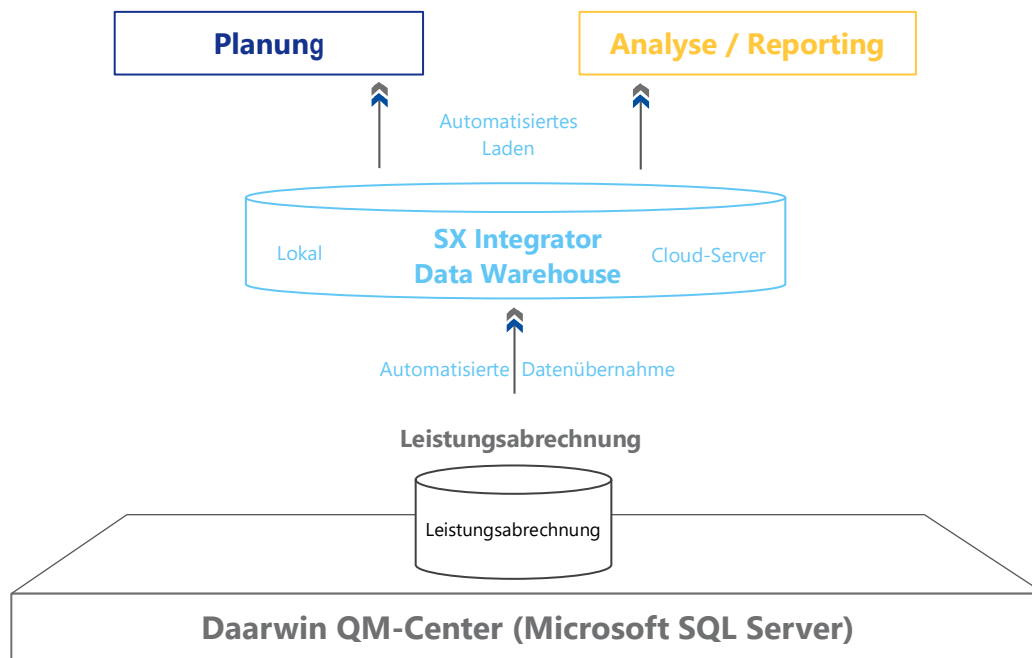 Planung
Analyse / Reporting
Automatisiertes
Laden
SX Integrator
Data Warehouse
Lokal
Cloud-Server
Automatisierte Datenübernahme
Leistungsabrechnung
Leistungsabrechnung
Daarwin QM-Center (Microsoft SQL Server)